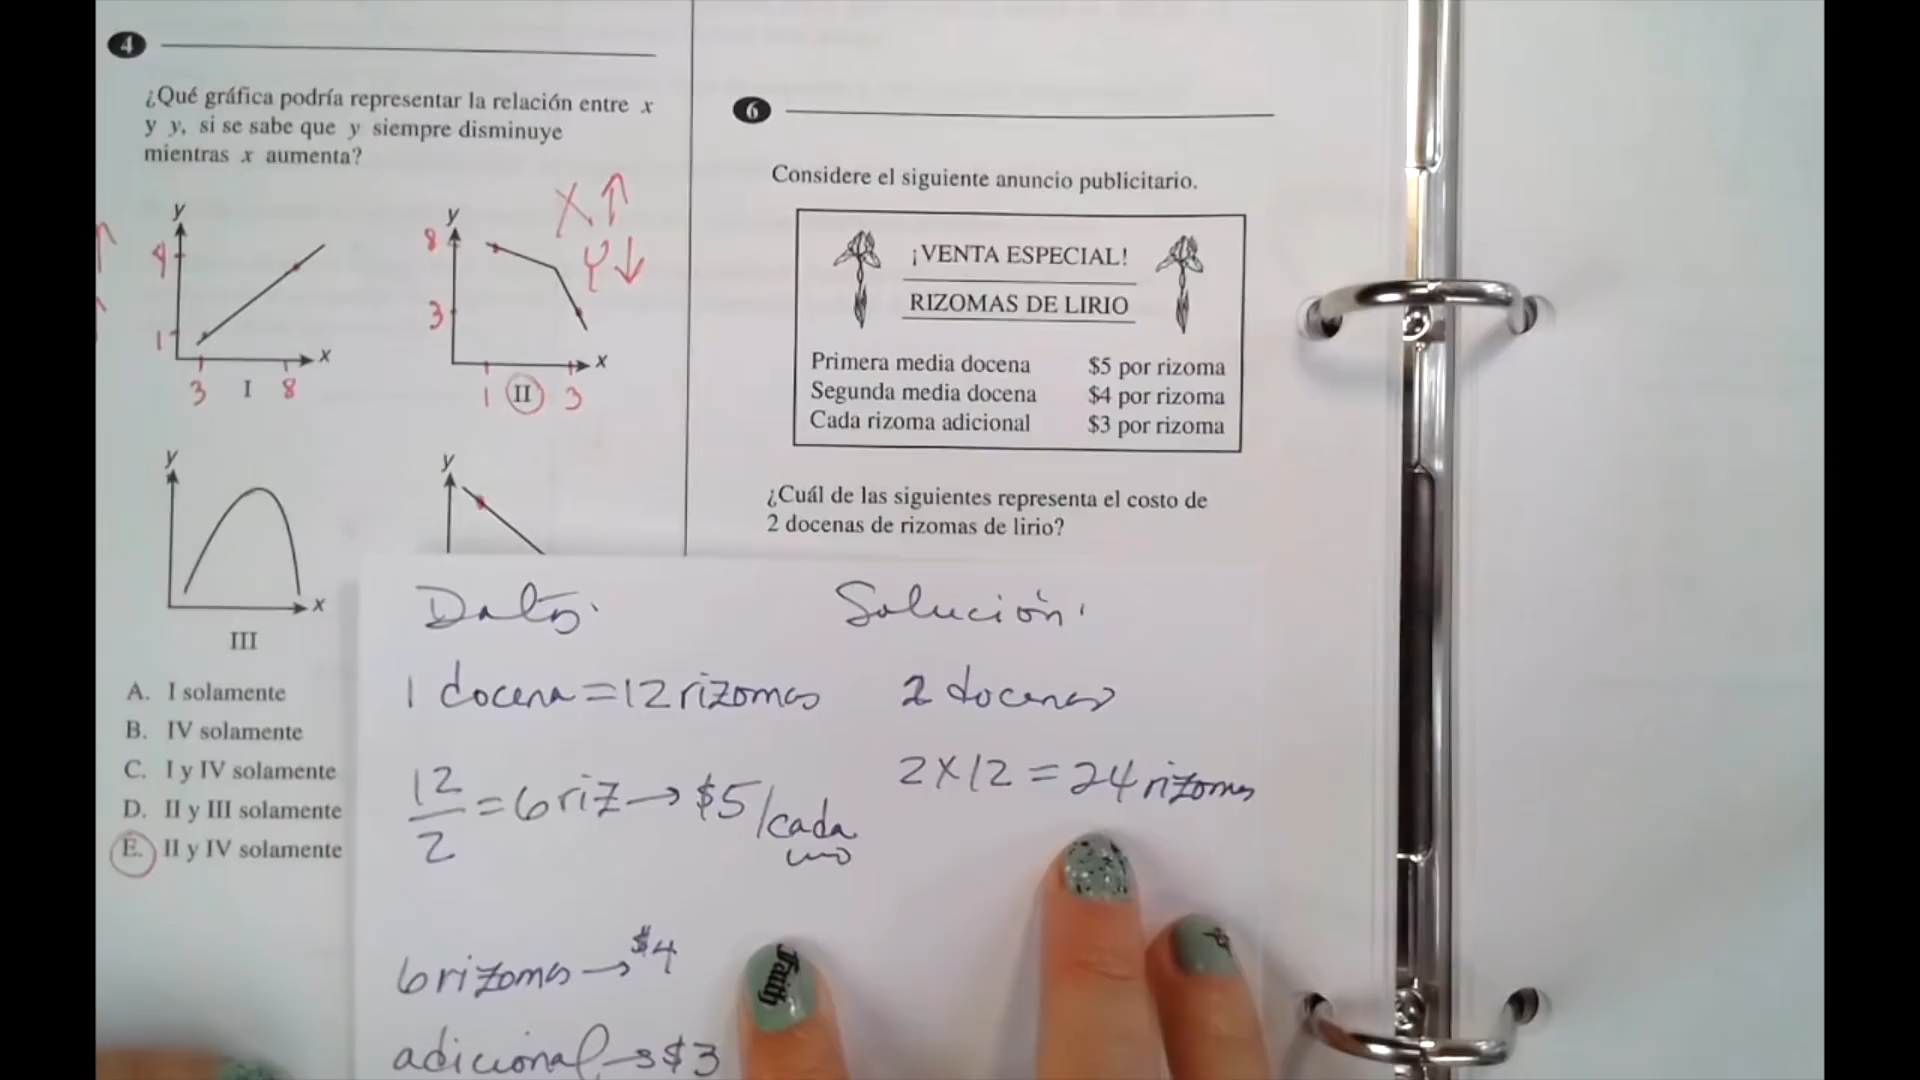 4
¿Qué gráfica podría representar la relación entre x
y y, si se sabe que y siempre disminuye
mientras x aumenta?
y
4
1
x
3 I 8
y
8
3
x
1 II 3
X ↑
Y ↓
y
x
III
y
A. I solamente
B. IV solamente
C. I y IV solamente
D. II y III solamente
E. II y IV solamente
6
Considere el siguiente anuncio publicitario.
¡VENTA ESPECIAL!
RIZOMAS DE LIRIO
Primera media docena $5 por rizoma
Segunda media docena $4 por rizoma
Cada rizoma adicional $3 por rizoma
¿Cuál de las siguientes representa el costo de
2 docenas de rizomas de lirio?
Datos:
1 docena = 12 rizomas
12/2 = 6 riz → $5/cada
uno
6 rizomas → $4
adicional → $3
Solución:
2 docenas
2 x 12 = 24 rizomas
Faith